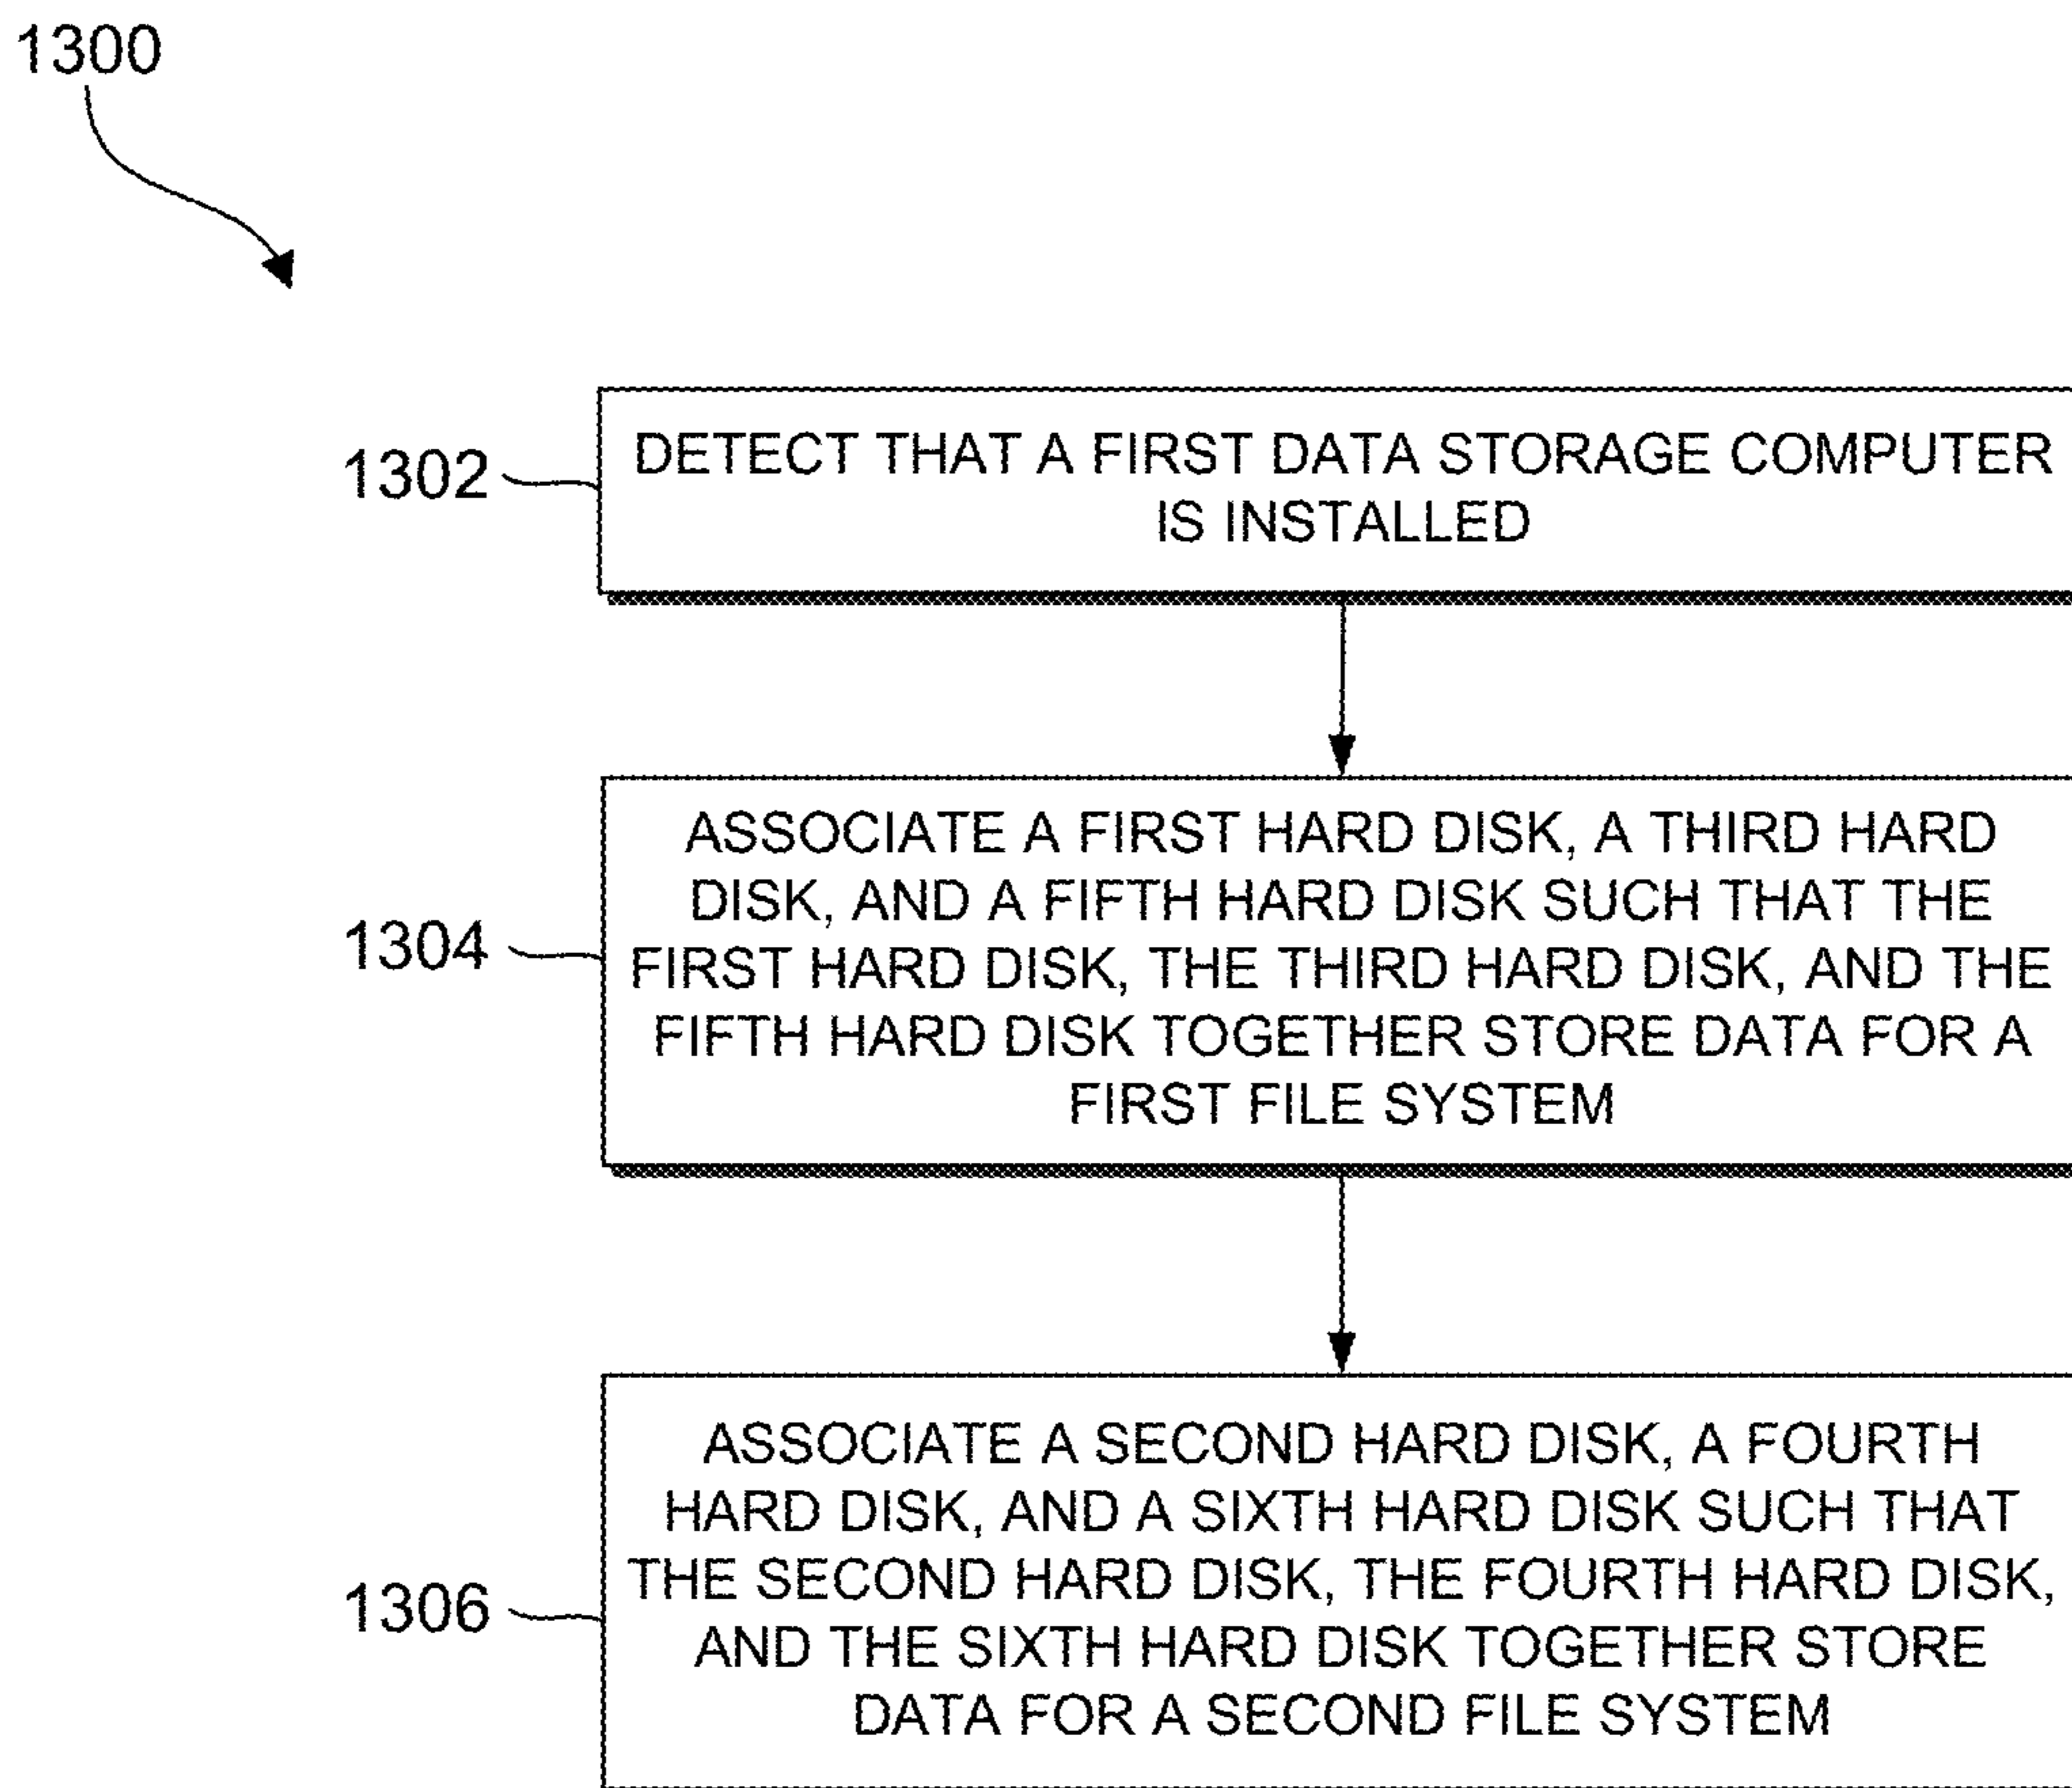 1300
1302
DETECT THAT A FIRST DATA STORAGE COMPUTER
IS INSTALLED
1304
ASSOCIATE A FIRST HARD DISK, A THIRD HARD
DISK, AND A FIFTH HARD DISK SUCH THAT THE
FIRST HARD DISK, THE THIRD HARD DISK, AND THE
FIFTH HARD DISK TOGETHER STORE DATA FOR A
FIRST FILE SYSTEM
1306
ASSOCIATE A SECOND HARD DISK, A FOURTH
HARD DISK, AND A SIXTH HARD DISK SUCH THAT
THE SECOND HARD DISK, THE FOURTH HARD DISK,
AND THE SIXTH HARD DISK TOGETHER STORE
DATA FOR A SECOND FILE SYSTEM